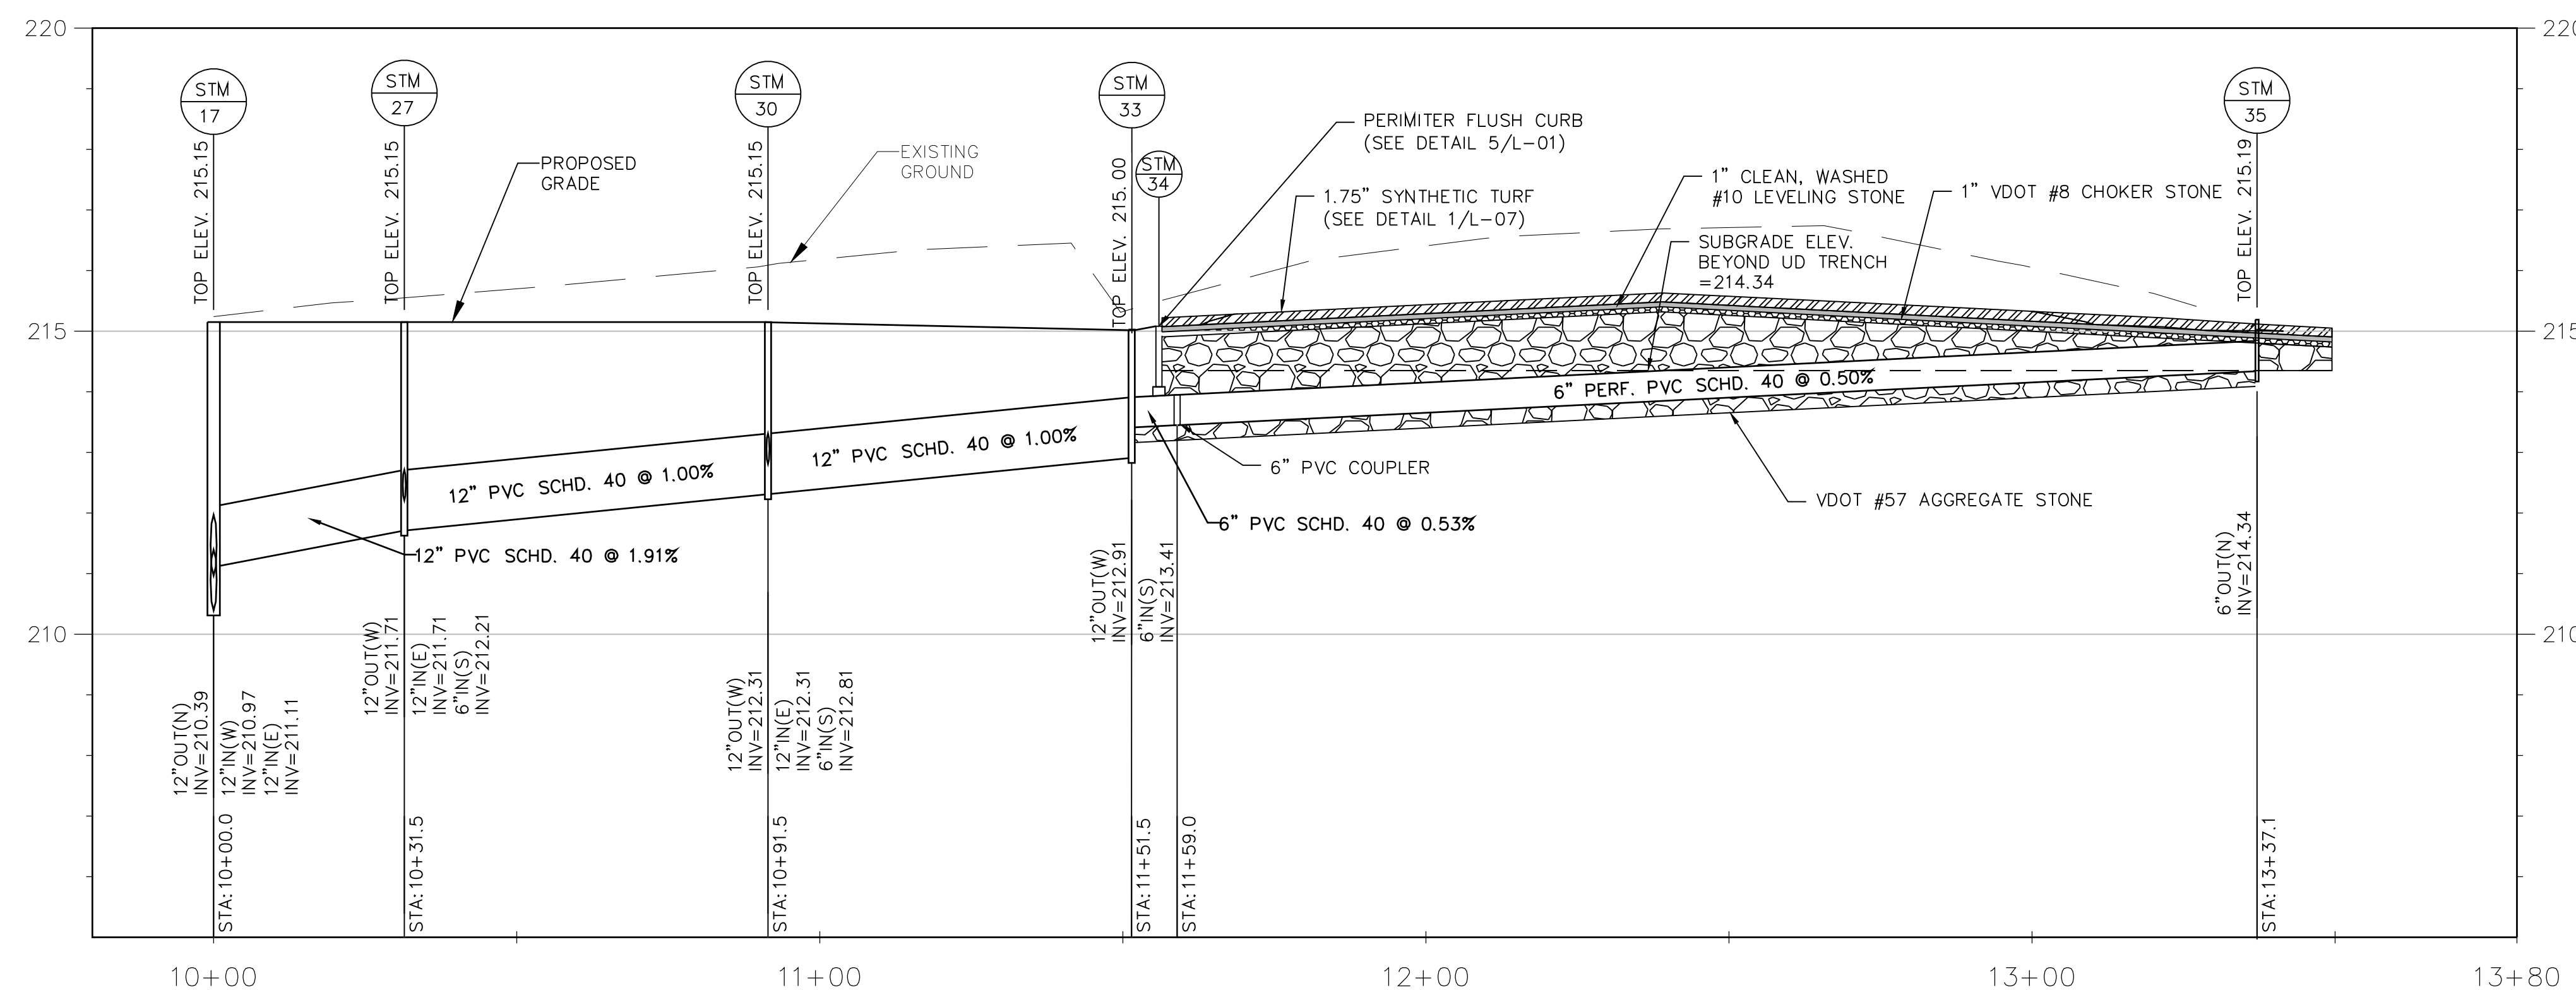 220
STM
17
STM
27
STM
30
STM
33
STM
34
STM
35
220
TOP ELEV. 215.15
TOP ELEV. 215.15
TOP ELEV. 215.15
TOP ELEV. 215.00
TOP ELEV. 215.19
PROPOSED
GRADE
EXISTING
GROUND
PERIMITER FLUSH CURB
(SEE DETAIL 5/L-01)
1.75" SYNTHETIC TURF
(SEE DETAIL 1/L-07)
1" CLEAN, WASHED
#10 LEVELING STONE
1" VDOT #8 CHOKER STONE
SUBGRADE ELEV.
BEYOND UD TRENCH
=214.34
215
215
6" PERF. PVC SCHD. 40 @ 0.50%
12" PVC SCHD. 40 @ 1.00%
12" PVC SCHD. 40 @ 1.00%
6" PVC COUPLER
VDOT #57 AGGREGATE STONE
6" PVC SCHD. 40 @ 0.53%
12" PVC SCHD. 40 @ 1.91%
210
210
12"OUT(N)
INV=210.39
12"IN(W)
INV=210.97
12"IN(E)
INV=211.11
12"OUT(W)
INV=211.71
12"IN(E)
INV=211.71
6"IN(S)
INV=212.21
12"OUT(W)
INV=212.31
12"IN(E)
INV=212.31
6"IN(S)
INV=212.81
12"OUT(W)
INV=212.91
6"IN(S)
INV=213.41
6"OUT(N)
INV=214.34
STA:10+00.0
STA:10+31.5
STA:10+91.5
STA:11+51.5
STA:11+59.0
STA:13+37.1
10+00
11+00
12+00
13+00
13+80